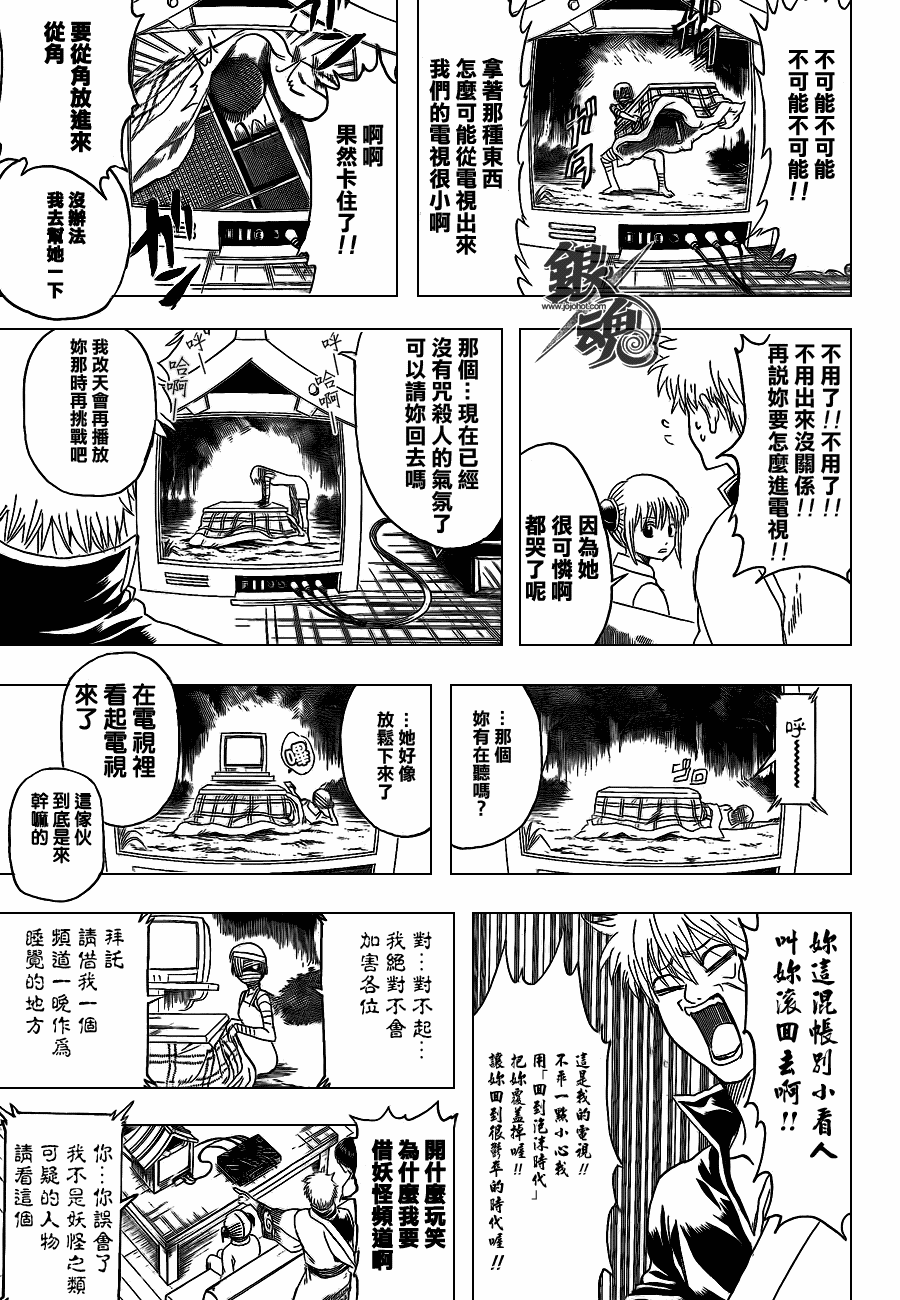 不可能不可能
不可能不可能!!
拿著那種東西
怎麼可能從電視出來
我們的電視很小啊
啊啊
果然卡住了!!
要從角放進來
從角
沒辦法
我去幫她一下
銀魂
www.jojohot.com
不用了!!不用了!!
不用出來沒關係!!
再説妳要怎麼進電視!!
因為她
很可憐啊
都哭了呢
那個…現在已經
沒有咒殺人的氣氛了
可以請妳回去嗎
呼
哈啊
呼
哈啊
我改天會再播放
妳那時再挑戰吧
呼
…那個
妳有在聽嗎?
ゴロ
…她好像
放鬆下來了
嗶
在電視裡
看起電視
來了
這傢伙
到底是來
幹嘛的
妳這混帳別小看人
叫妳滾回去啊!!
這是我的電視!!
不乖一點小心我
用「回到泡沫時代」
把妳覆蓋掉喔!!
讓妳回到很鬱卒的時代喔!!
對…對不起…
我絕對不會
加害各位
拜託
請借我一個
頻道一晚作為
睡覺的地方
開什麼玩笑
為什麼我要
借妖怪頻道啊
你…你誤會了
我不是妖怪之類
可疑的人物
請看這個